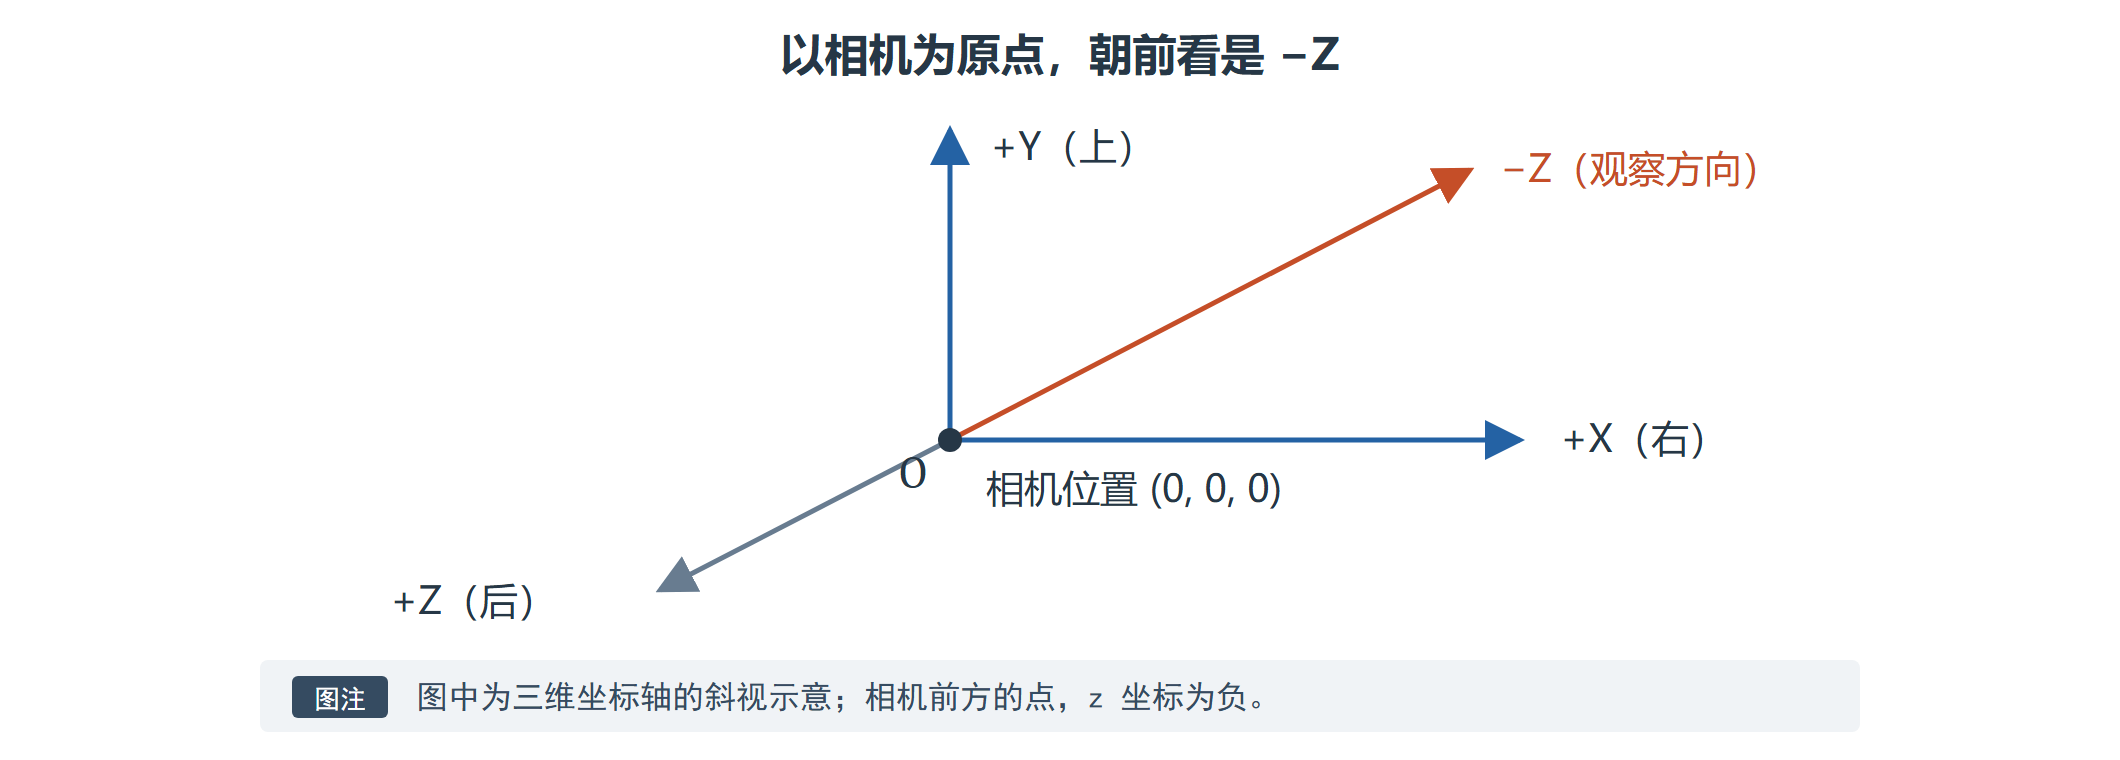 以相机为原点，朝前看是 −Z
+Y（上）
−Z（观察方向）
+X（右）
O
相机位置 (0, 0, 0)
+Z（后）
图注 图中为三维坐标轴的斜视示意；相机前方的点，z 坐标为负。